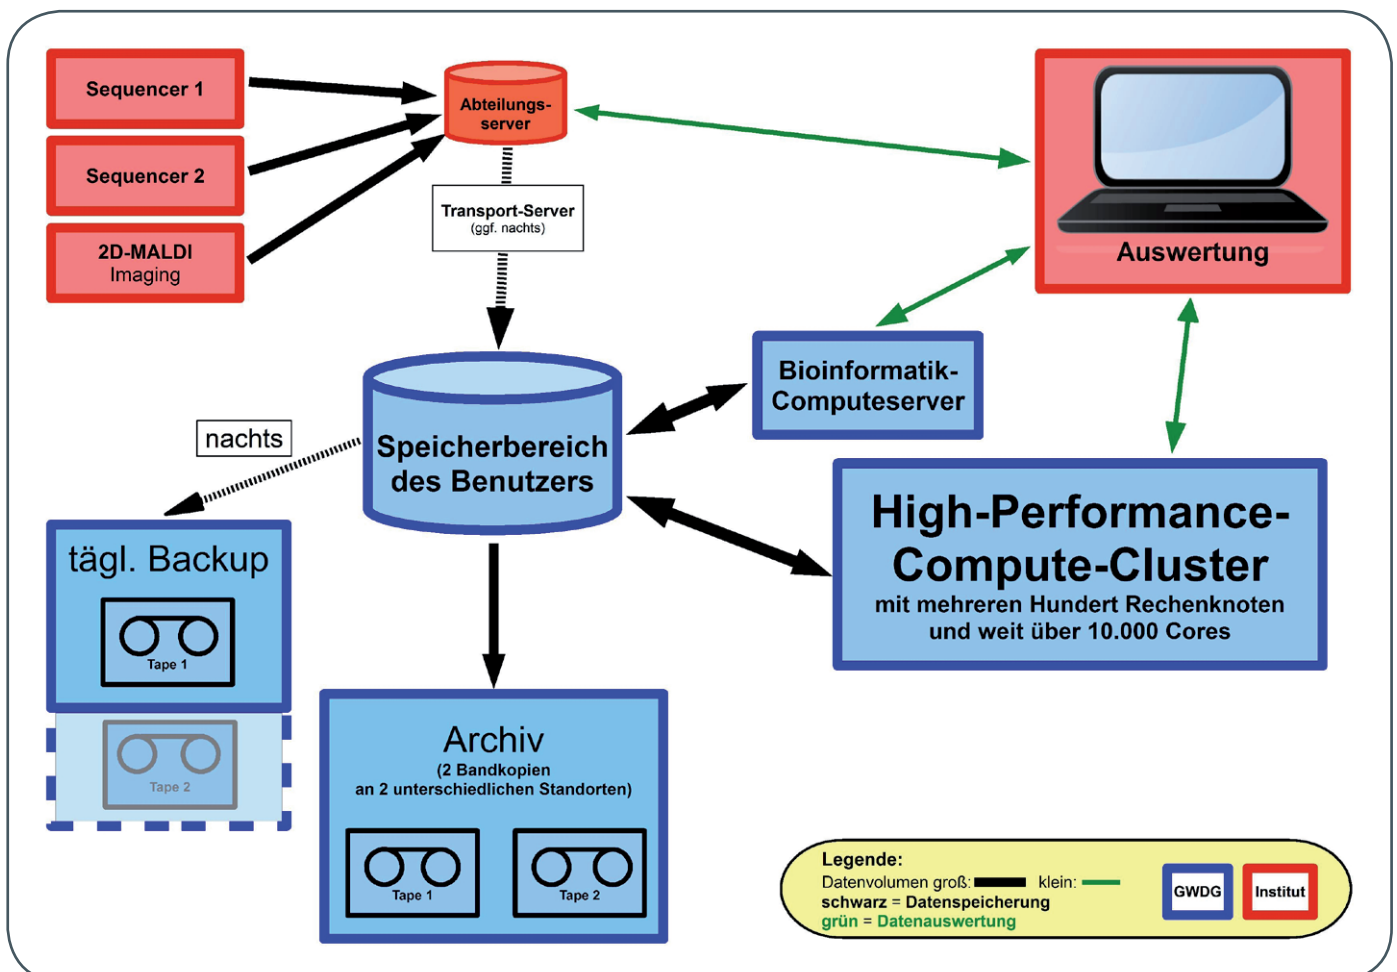 Sequencer 1
Sequencer 2
2D-MALDI
Imaging
Abteilungs-
server
Transport-Server
(ggf. nachts)
Auswertung
Bioinformatik-
Computeserver
Speicherbereich
des Benutzers
nachts
High-Performance-
Compute-Cluster
mit mehreren Hundert Rechenknoten
und weit über 10.000 Cores
tägl. Backup
Tape 1
Tape 2
Archiv
(2 Bandkopien
an 2 unterschiedlichen Standorten)
Tape 1
Tape 2
Legende:
Datenvolumen groß: klein:
schwarz = Datenspeicherung
grün = Datenauswertung
GWDG
Institut